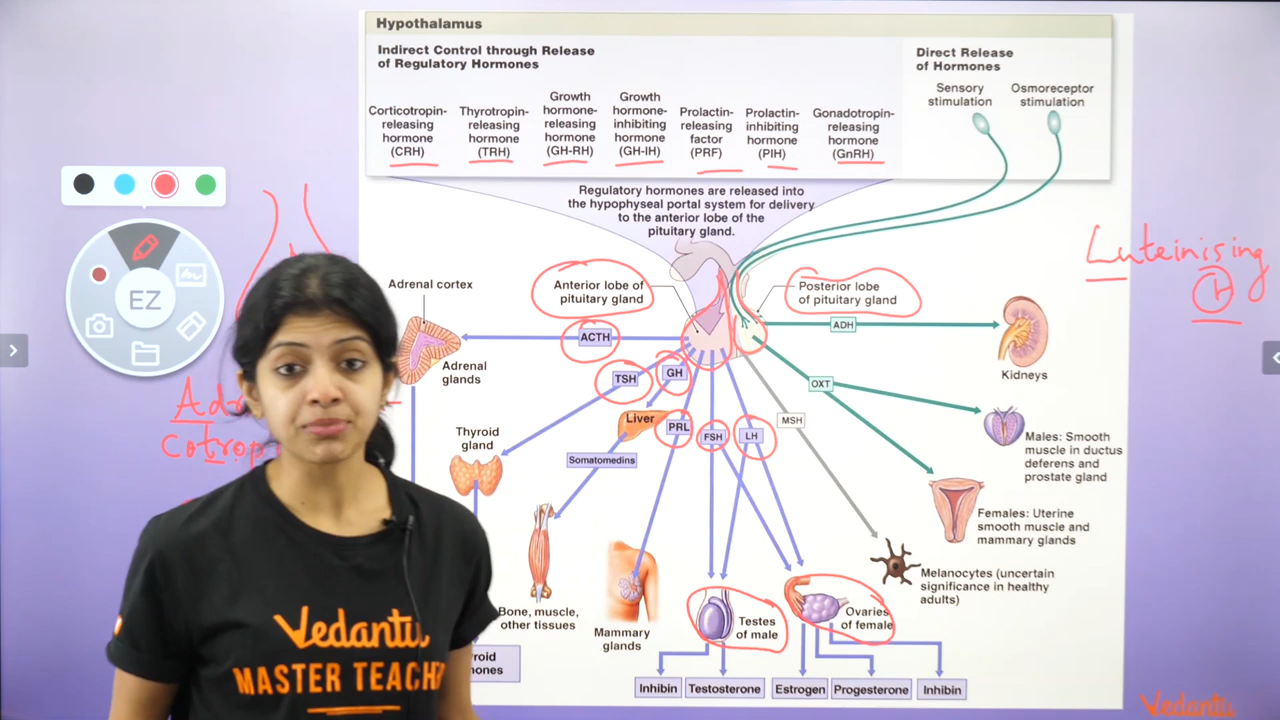 Hypothalamus
Indirect Control through Release
of Regulatory Hormones
Direct Release
of Hormones
Corticotropin-
releasing
hormone
(CRH)
Thyrotropin-
releasing
hormone
(TRH)
Growth
hormone-
releasing
hormone
(GH-RH)
Growth
hormone-
inhibiting
hormone
(GH-IH)
Prolactin-
releasing
factor
(PRF)
Prolactin-
inhibiting
hormone
(PIH)
Gonadotropin-
releasing
hormone
(GnRH)
Sensory
stimulation
Osmoreceptor
stimulation
Regulatory hormones are released into
the hypophyseal portal system for delivery
to the anterior lobe of the
pituitary gland.
Luteinising
H
EZ
Adrenal cortex
Anterior lobe of
pituitary gland
Posterior lobe
of pituitary gland
ACTH
ADH
Adrenal
glands
TSH
GH
Kidneys
OXT
Liver
PRL
FSH
LH
MSH
Thyroid
gland
Somatomedins
Males: Smooth
muscle in ductus
deferens and
prostate gland
Females: Uterine
smooth muscle and
mammary glands
Melanocytes (uncertain
significance in healthy
adults)
Bone, muscle,
other tissues
Mammary
glands
Testes
of male
Ovaries
of female
Inhibin
Testosterone
Estrogen
Progesterone
Inhibin
Vedantu
MASTER TEACHER
Vedantu